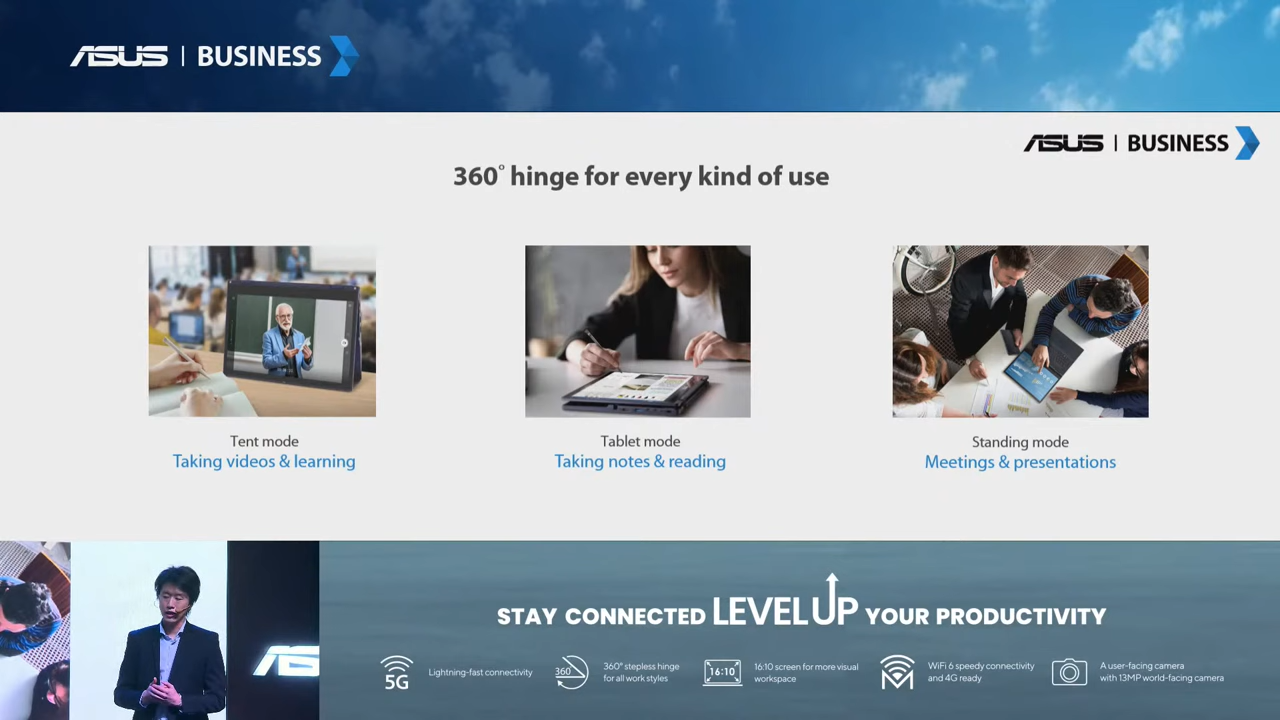 ASUS | BUSINESS
ASUS | BUSINESS
360° hinge for every kind of use
Tent mode
Taking videos & learning
Tablet mode
Taking notes & reading
Standing mode
Meetings & presentations
STAY CONNECTED LEVEL UP YOUR PRODUCTIVITY
5G
Lightning-fast connectivity
360
360° stepless hinge
for all work styles
16:10
16:10 screen for more visual
workspace
WiFi 6 speedy connectivity
and 4G ready
A user-facing camera
with 13MP world-facing camera
ASUS